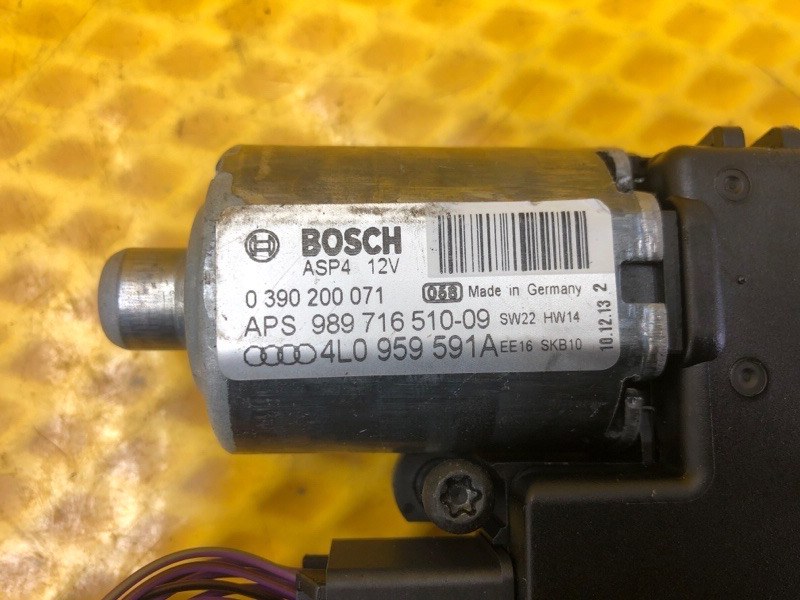 BOSCH
ASP4 12V
0 390 200 071 068 Made in Germany
APS 989 716 510-09 SW22 HW14
4L0 959 591A EE16 SKB10
10.12.13 2